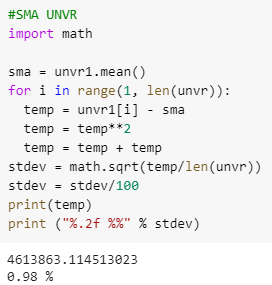 #SMA UNVR
import math
sma = unvr1.mean()
for i in range(1, len(unvr)):
temp = unvr1[i] - sma
temp = temp**2
temp = temp + temp
stdev = math.sqrt(temp/len(unvr))
stdev = stdev/100
print(temp)
print ("%.2f %%" % stdev)
4613863.114513023
0.98 %